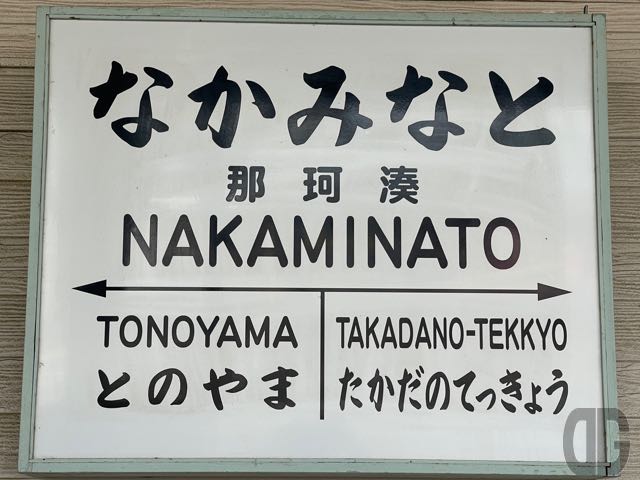 なかみなと
那珂湊
NAKAMINATO
TONOYAMA
とのやま
TAKADANO-TEKKYO
たかだのてっきょう
DG